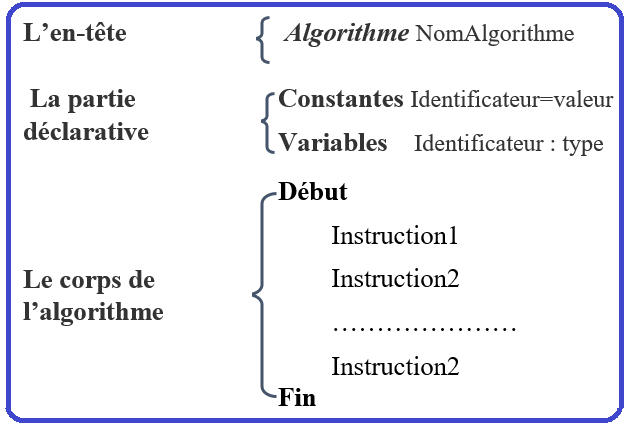 L’en-tête
Algorithme NomAlgorithme
La partie
déclarative
Constantes Identificateur=valeur
Variables Identificateur : type
Le corps de
l’algorithme
Début
Instruction1
Instruction2
…………………
Instruction2
Fin